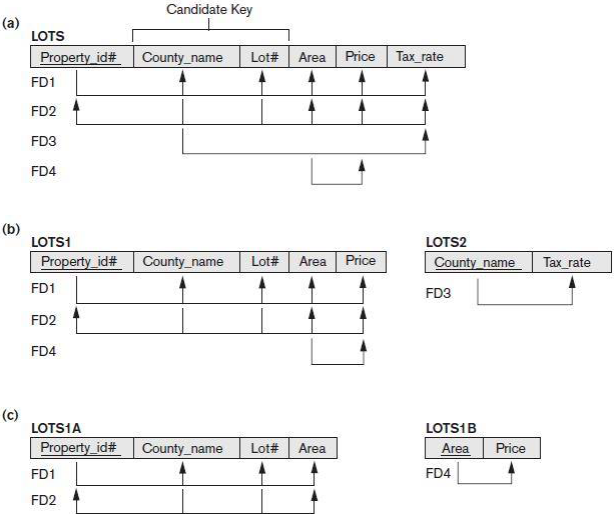 Candidate Key
(a)
LOTS
Property_id# County_name Lot# Area Price Tax_rate
FD1
FD2
FD3
FD4
(b)
LOTS1 LOTS2
Property_id# County_name Lot# Area Price County_name Tax_rate
FD1 FD3
FD2
FD4
(c)
LOTS1A LOTS1B
Property_id# County_name Lot# Area Area Price
FD1 FD4
FD2